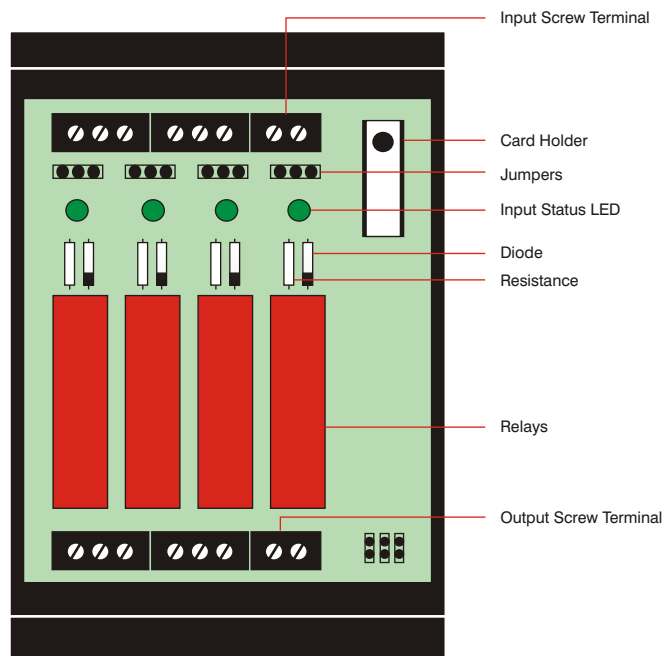 Input Screw Terminal
Card Holder
Jumpers
Input Status LED
Diode
Resistance
Relays
Output Screw Terminal